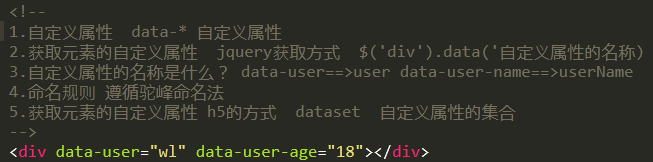 <!--
1.自定义属性 data-* 自定义属性
2.获取元素的自定义属性 jquery获取方式 $('div').data('自定义属性的名称)
3.自定义属性的名称是什么? data-user==>user data-user-name==>userName
4.命名规则 遵循驼峰命名法
5.获取元素的自定义属性 h5的方式 dataset 自定义属性的集合
-->
<div data-user="wl" data-user-age="18"></div>